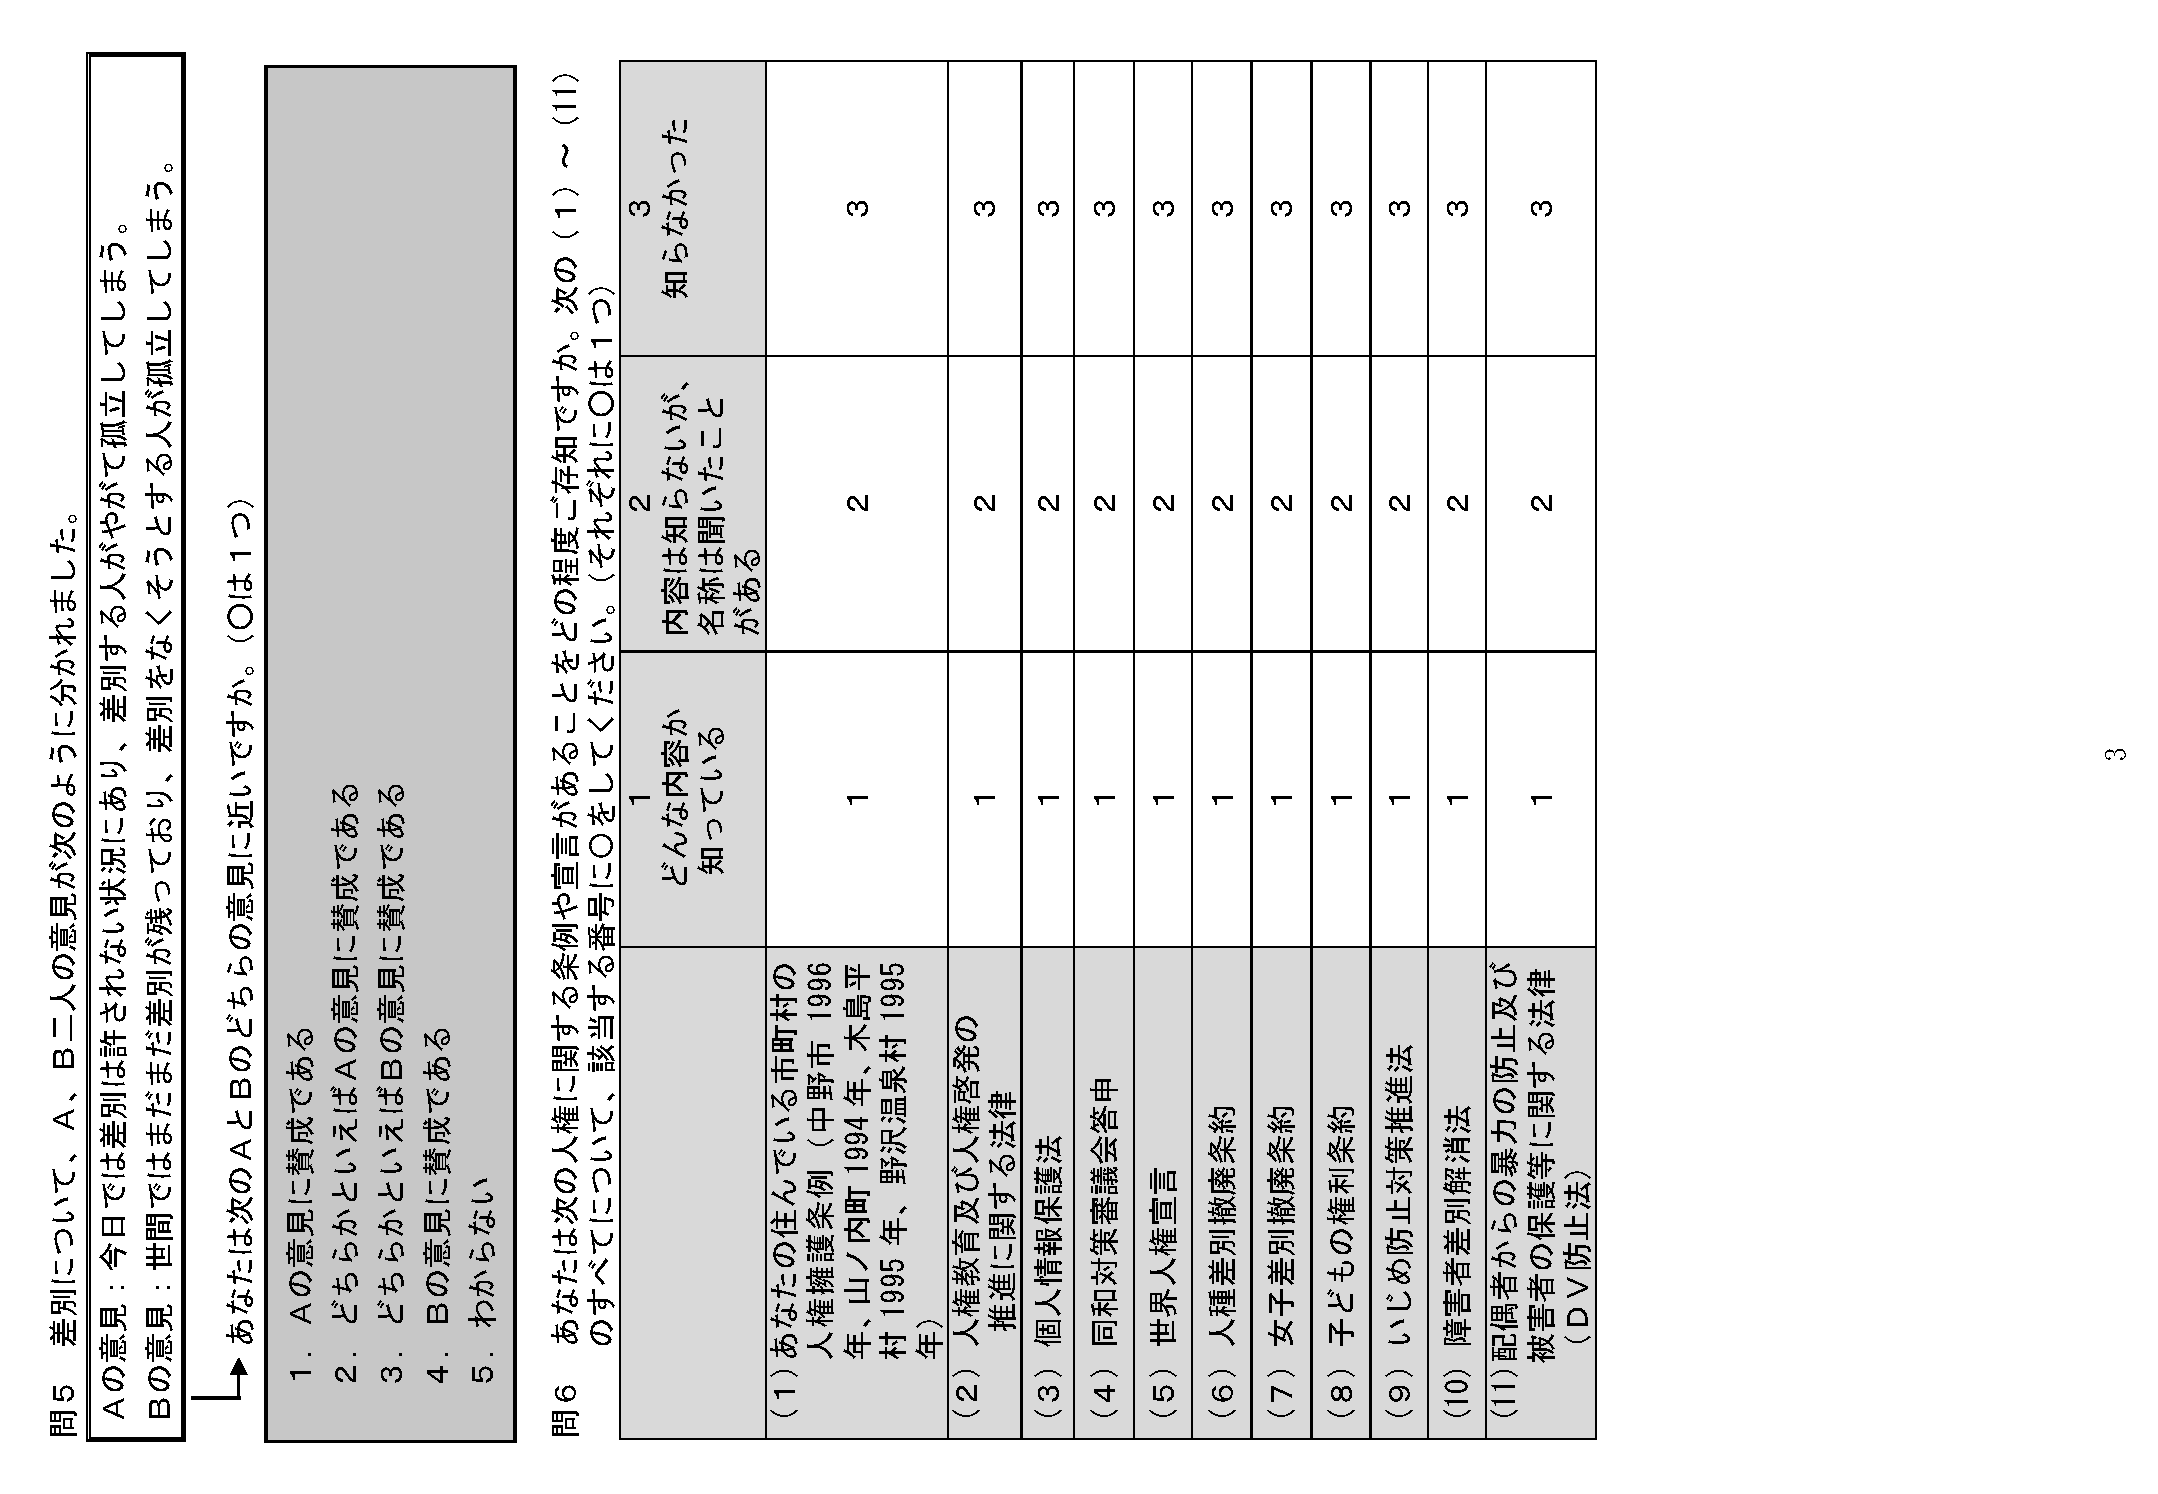 問５　差別について、Ａ、Ｂ二人の意見が次のように分かれました。
Ａの意見：今日では差別は許されない状況にあり、差別する人がやがて孤立してしまう。
Ｂの意見：世間ではまだまだ差別が残っており、差別をなくそうとする人が孤立してしまう。
あなたは次のＡとＢのどちらの意見に近いですか。（〇は１つ）
１．Ａの意見に賛成である
２．どちらかといえばＡの意見に賛成である
３．どちらかといえばＢの意見に賛成である
４．Ｂの意見に賛成である
５．わからない
問６　あなたは次の人権に関する条例や宣言があることをどの程度ご存知ですか。次の（１）～（11）
のすべてについて、該当する番号に〇をしてください。（それぞれに〇は１つ）
１　２　３
どんな内容か　内容は知らないが、　知らなかった
知っている　名称は聞いたこと
がある
（１）あなたの住んでいる市町村の
人権擁護条例（中野市 1996
年、山ノ内町 1994 年、木島平
村 1995 年、野沢温泉村 1995
年）　１　２　３
（２）人権教育及び人権啓発の
推進に関する法律　１　２　３
（３）個人情報保護法　１　２　３
（４）同和対策審議会答申　１　２　３
（５）世界人権宣言　１　２　３
（６）人種差別撤廃条約　１　２　３
（７）女子差別撤廃条約　１　２　３
（８）子どもの権利条約　１　２　３
（９）いじめ防止対策推進法　１　２　３
（10）障害者差別解消法　１　２　３
（11）配偶者からの暴力の防止及び
被害者の保護等に関する法律
（ＤＶ防止法）　１　２　３
3